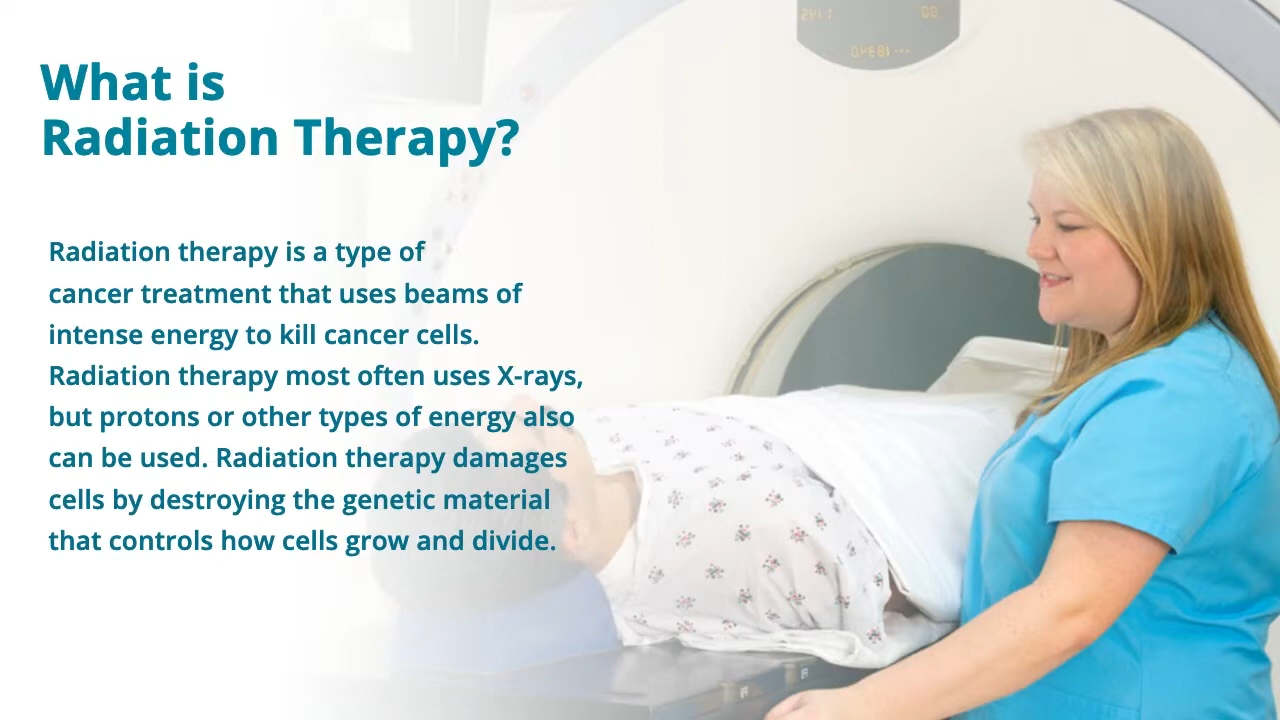 What is
Radiation Therapy?
Radiation therapy is a type of
cancer treatment that uses beams of
intense energy to kill cancer cells.
Radiation therapy most often uses X-rays,
but protons or other types of energy also
can be used. Radiation therapy damages
cells by destroying the genetic material
that controls how cells grow and divide.